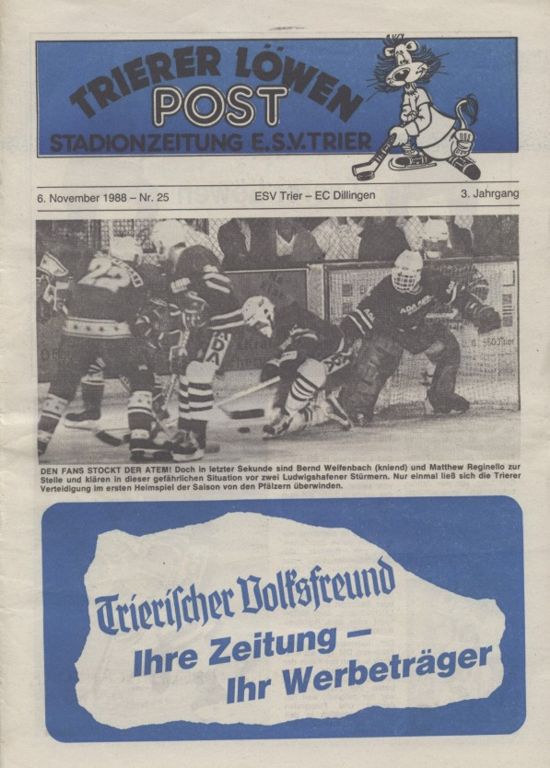 TRIERER LÖWEN
POST
STADIONZEITUNG E.S.V. TRIER
6. November 1988 – Nr. 25 ESV Trier – EC Dillingen 3. Jahrgang
DEN FANS STOCKT DER ATEM! Doch in letzter Sekunde sind Bernd Weifenbach (kniend) und Matthew Reginello zur
Stelle und klären in dieser gefährlichen Situation vor zwei Ludwigshafener Stürmern. Nur einmal ließ sich die Trierer
Verteidigung im ersten Heimspiel der Saison von den Pfälzern überwinden.
Trierischer Volksfreund
Ihre Zeitung –
Ihr Werbeträger